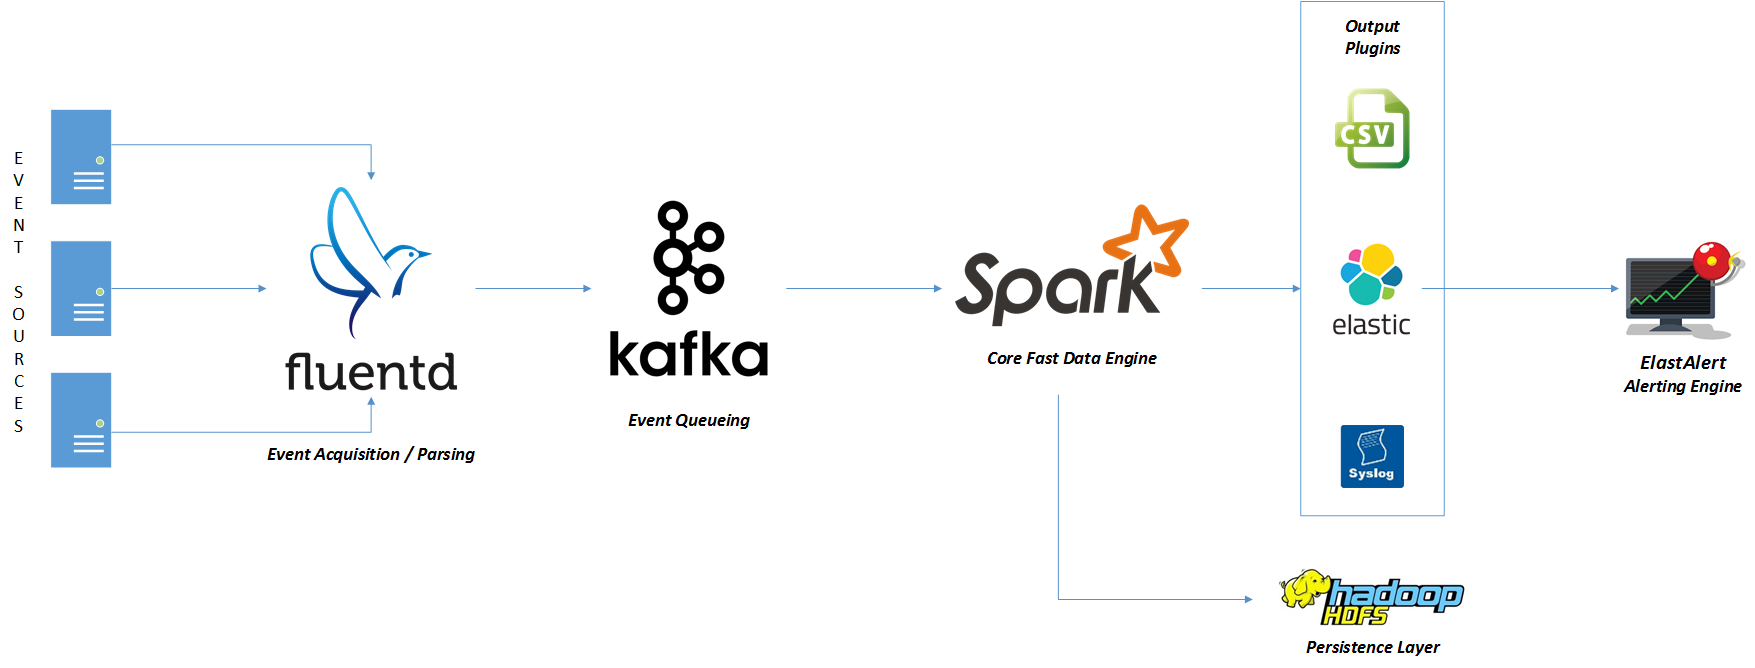 EVENT SOURCES
fluentd
Event Acquisition / Parsing
kafka
Event Queueing
Spark
Core Fast Data Engine
Output
Plugins
CSV
elastic
Syslog
ElastAlert
Alerting Engine
hadoop
HDFS
Persistence Layer